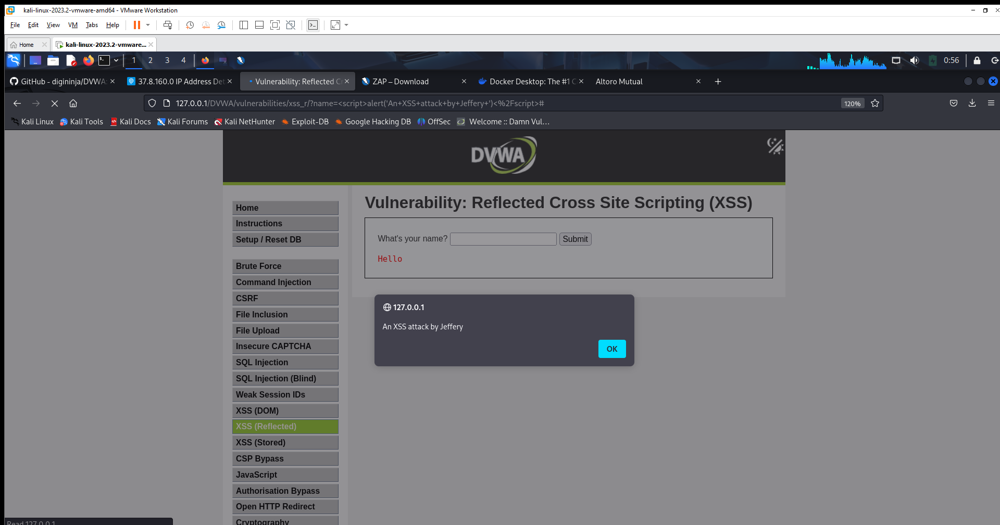 kali-linux-2023.2-vmware-amd64 - VMware Workstation
File Edit View VM Tabs Help
Home kali-linux-2023.2-vmware...
1 2 3 4 0:56
GitHub - digininja/DVWA: 37.8.160.0 IP Address Det Vulnerability: Reflected C ZAP – Download Docker Desktop: The #1 C Altoro Mutual
127.0.0.1/DVWA/vulnerabilities/xss_r/?name=<script>alert('An+XSS+attack+by+Jeffery+')<%2Fscript># 120%
Kali Linux Kali Tools Kali Docs Kali Forums Kali NetHunter Exploit-DB Google Hacking DB OffSec Welcome :: Damn Vul...
DVWA
Vulnerability: Reflected Cross Site Scripting (XSS)
What's your name? Submit
Hello
127.0.0.1
An XSS attack by Jeffery
OK
Home
Instructions
Setup / Reset DB
Brute Force
Command Injection
CSRF
File Inclusion
File Upload
Insecure CAPTCHA
SQL Injection
SQL Injection (Blind)
Weak Session IDs
XSS (DOM)
XSS (Reflected)
XSS (Stored)
CSP Bypass
JavaScript
Authorisation Bypass
Open HTTP Redirect
Cryptography
Read 127.0.0.1